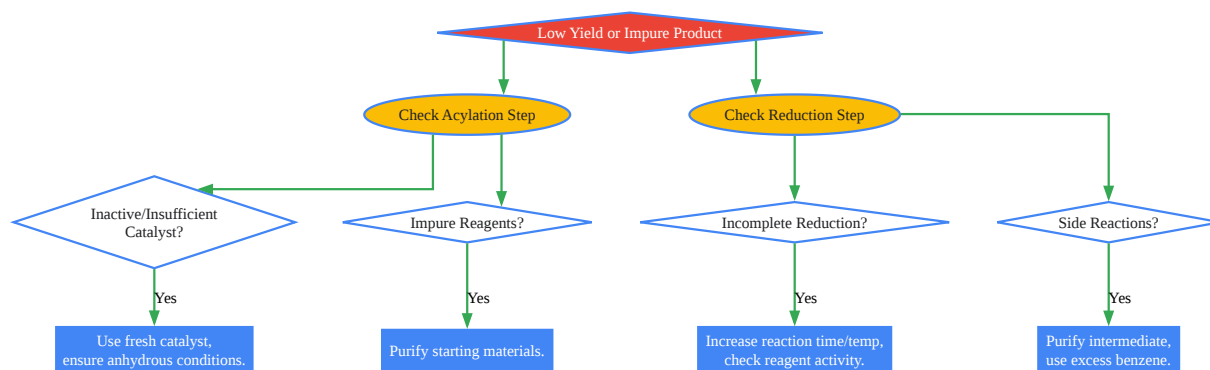 Low Yield or Impure Product
Check Acylation Step
Check Reduction Step
Inactive/Insufficient
Catalyst?
Impure Reagents?
Incomplete Reduction?
Side Reactions?
Yes
Yes
Yes
Yes
Use fresh catalyst,
ensure anhydrous conditions.
Purify starting materials.
Increase reaction time/temp,
check reagent activity.
Purify intermediate,
use excess benzene.